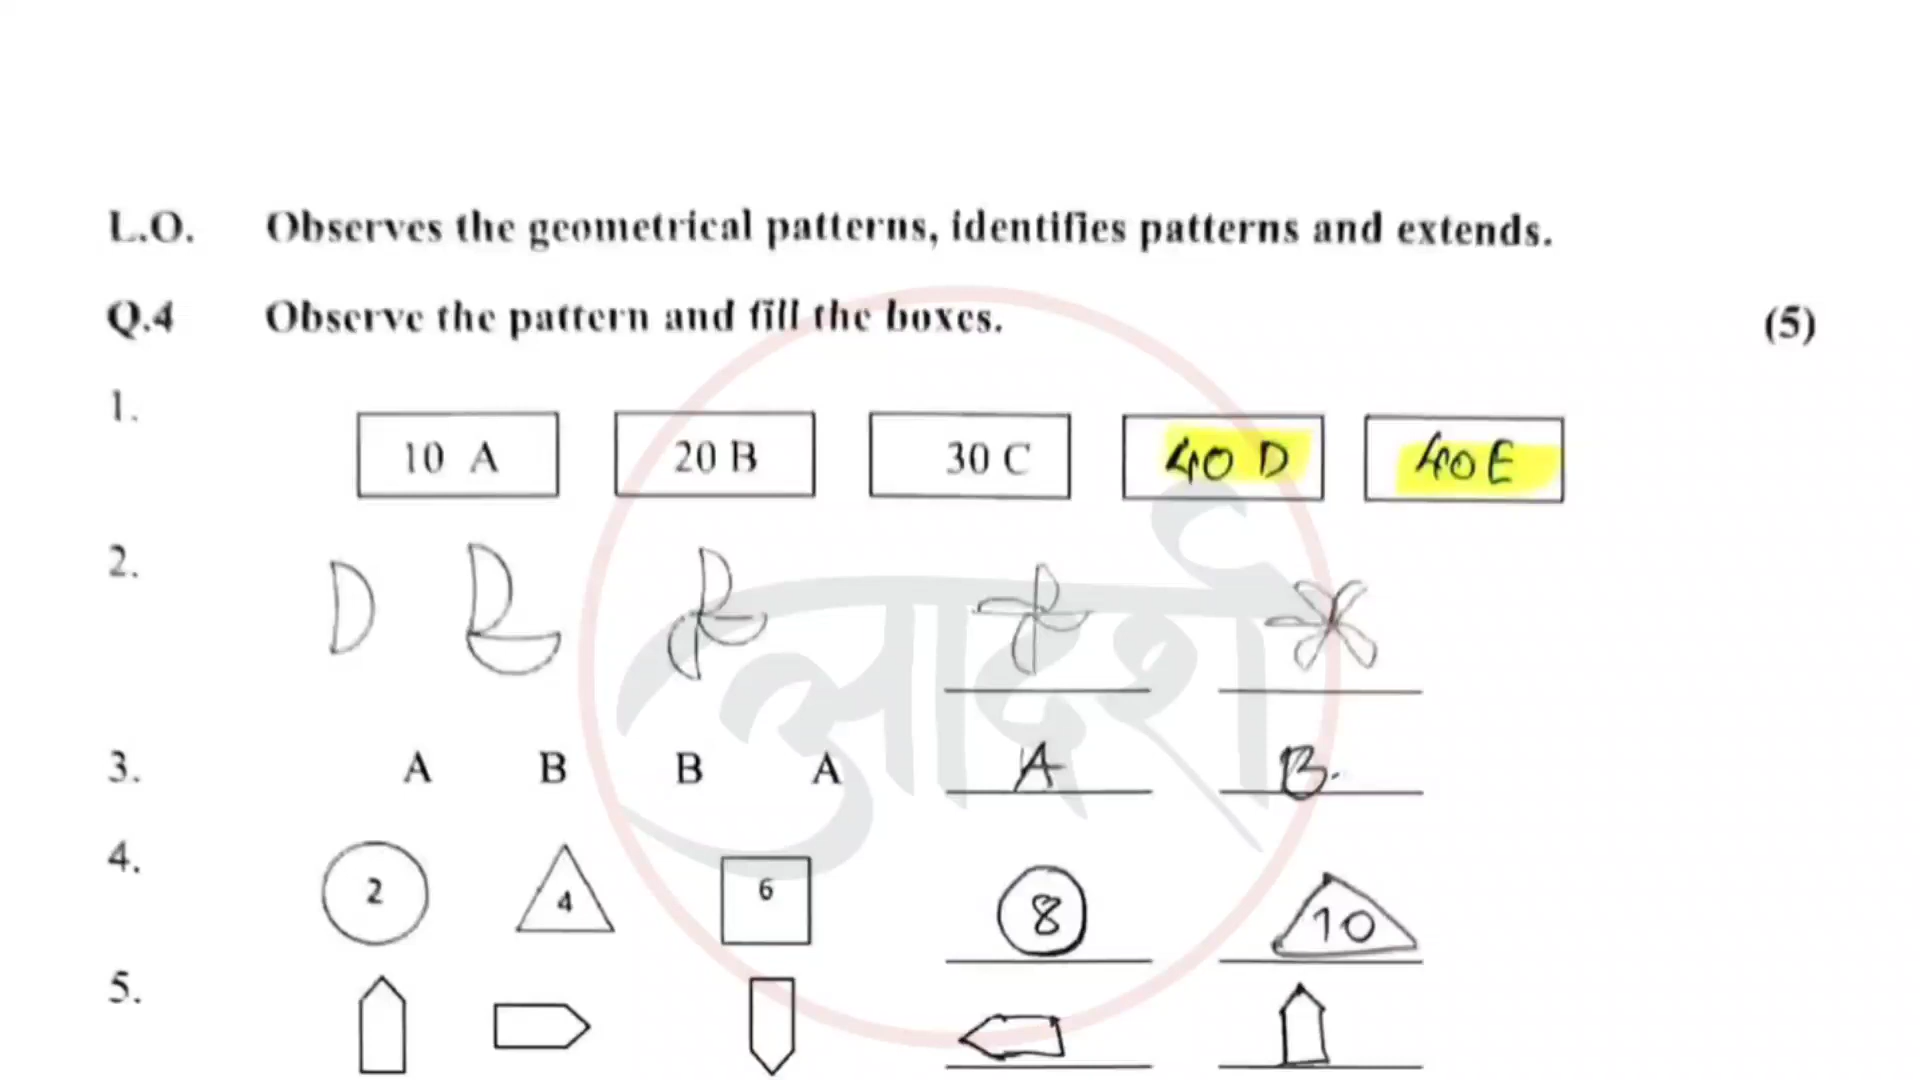 L.O. Observes the geometrical patterns, identifies patterns and extends.
Q.4 Observe the pattern and fill the boxes. (5)
1. 10 A 20 B 30 C 40 D 40 E
2.
3. A B B A A B.
4. 2 4 6 8 10
5.
आदर्श